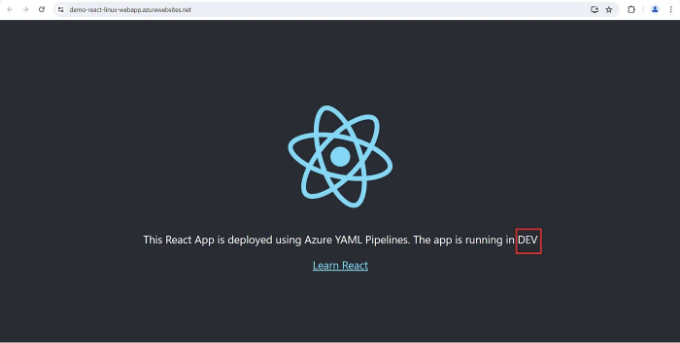 demo-react-linux-webapp.azurewebsites.net
This React App is deployed using Azure YAML Pipelines. The app is running in DEV
Learn React